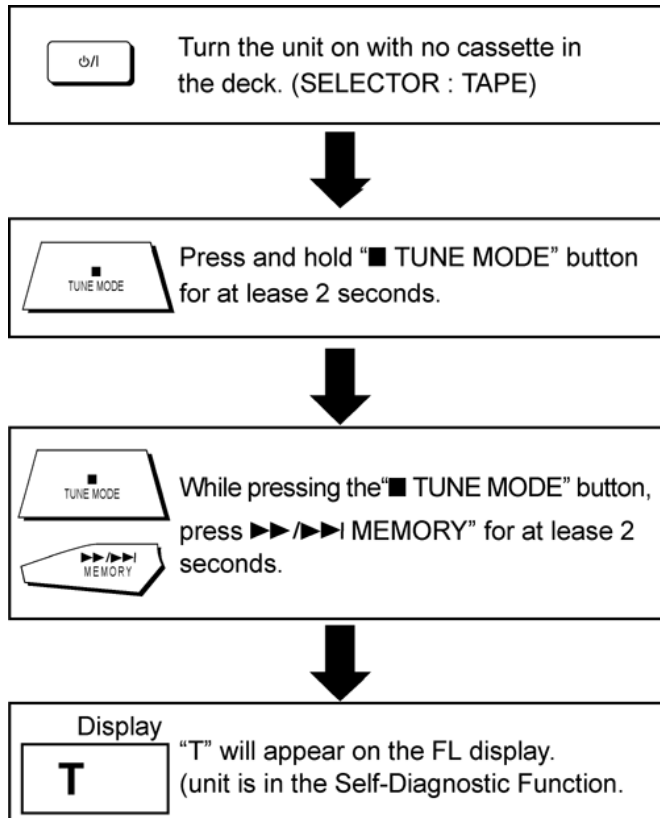 ⏻/I
Turn the unit on with no cassette in
the deck. (SELECTOR : TAPE)
■
TUNE MODE
Press and hold “■ TUNE MODE” button
for at lease 2 seconds.
■
TUNE MODE
▶▶/▶▶I
MEMORY
While pressing the“■ TUNE MODE” button,
press ▶▶/▶▶I MEMORY” for at lease 2
seconds.
Display
T
“T” will appear on the FL display.
(unit is in the Self-Diagnostic Function.